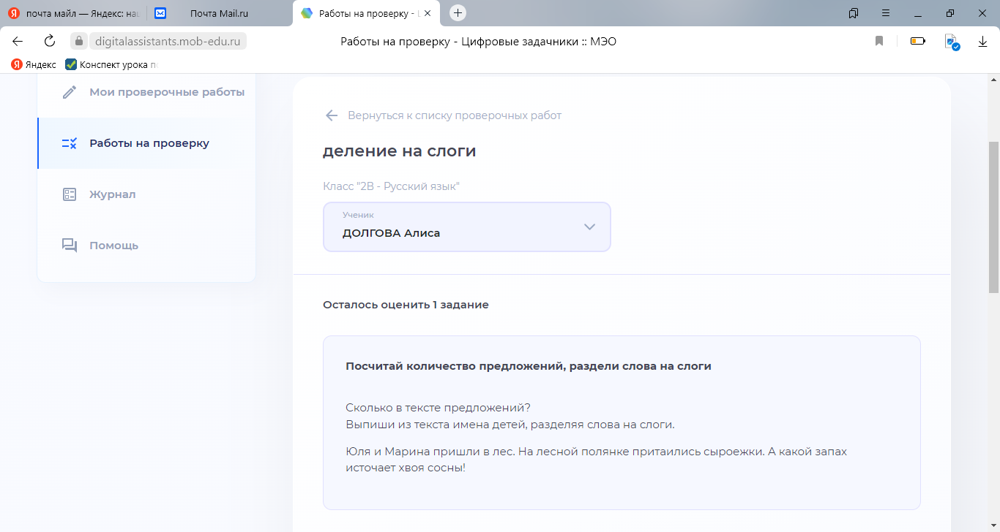 почта майл — Яндекс: на
Почта Mail.ru
Работы на проверку -
digitalassistants.mob-edu.ru
Работы на проверку - Цифровые задачники :: МЭО
Яндекс
Конспект урока п
Мои проверочные работы
Работы на проверку
Журнал
Помощь
Вернуться к списку проверочных работ
деление на слоги
Класс "2В - Русский язык"
Ученик
ДОЛГОВА Алиса
Осталось оценить 1 задание
Посчитай количество предложений, раздели слова на слоги
Сколько в тексте предложений?
Выпиши из текста имена детей, разделяя слова на слоги.
Юля и Марина пришли в лес. На лесной полянке притаились сыроежки. А какой запах
источает хвоя сосны!